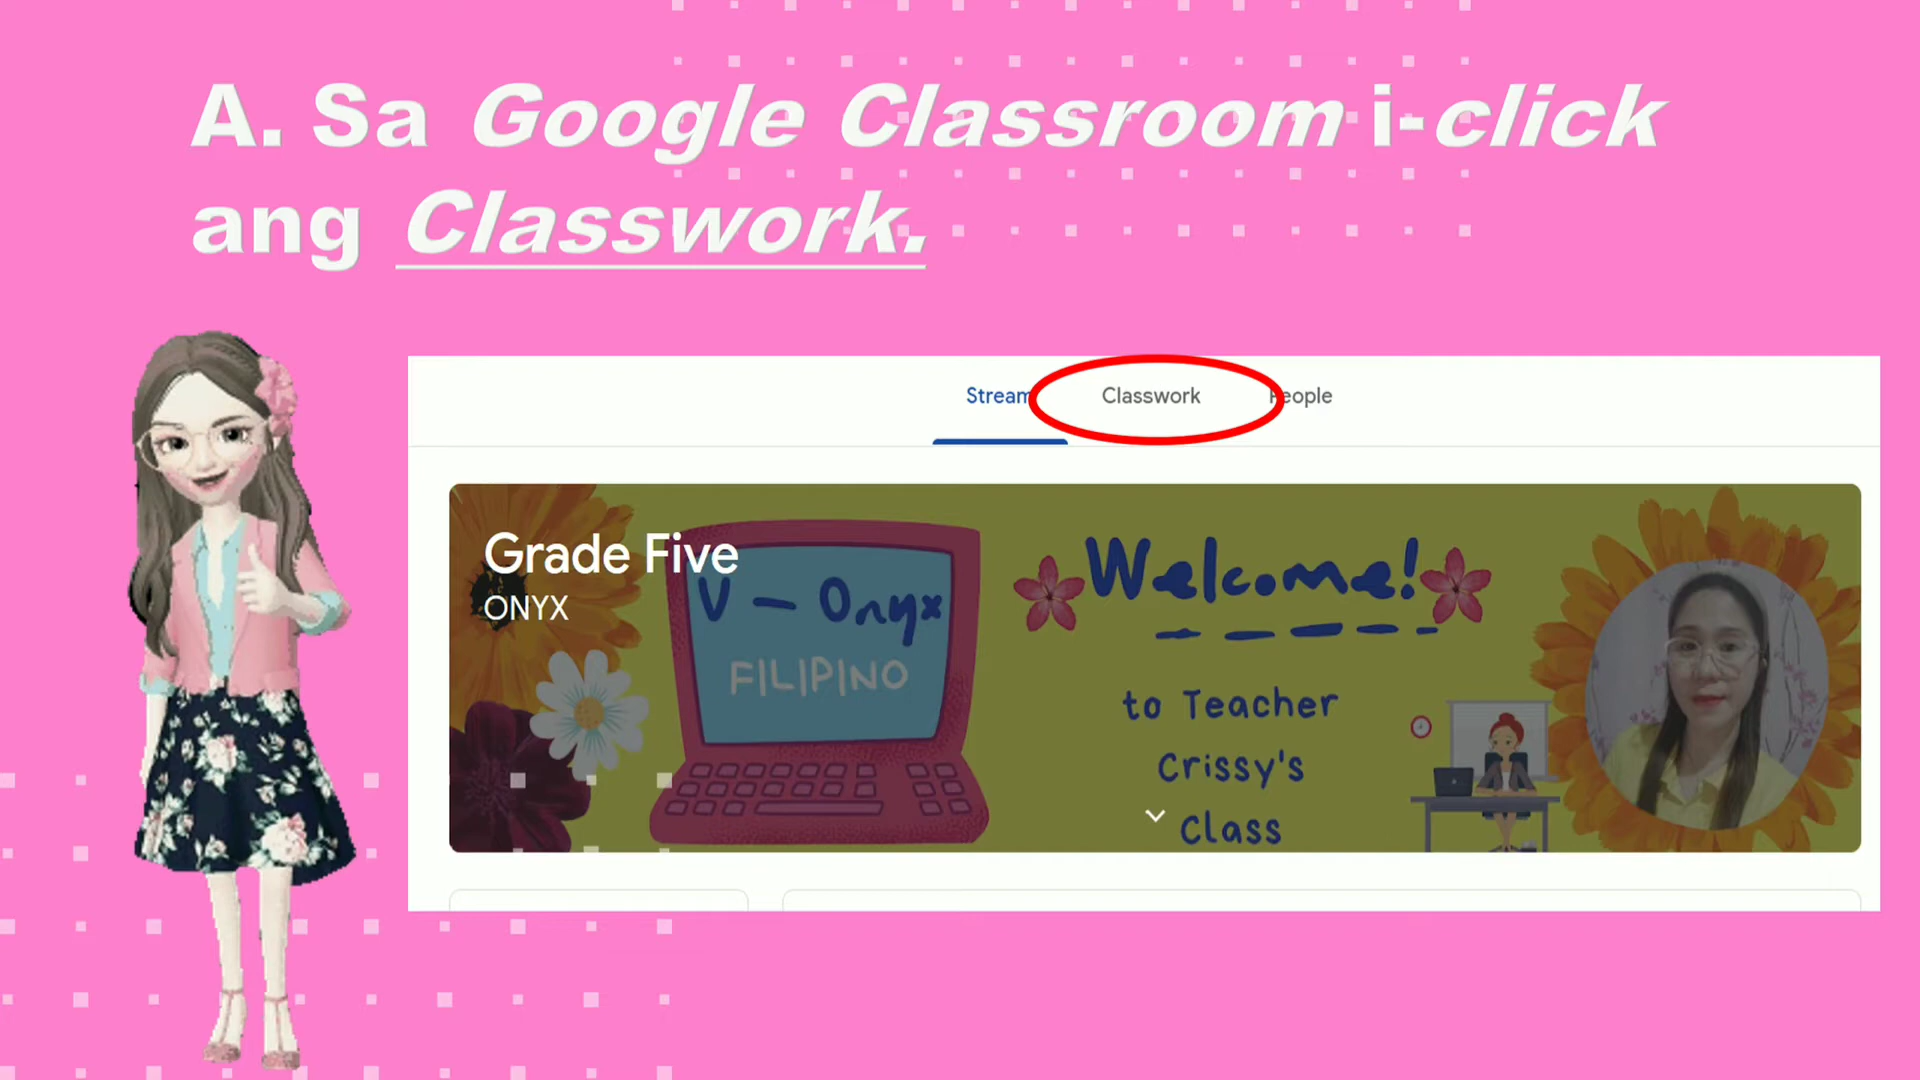 A. Sa Google Classroom i-click
ang Classwork.
Stream Classwork People
Grade Five
ONYX
V - Onyx
FILIPINO
Welcome!
to Teacher
Crissy's
Class